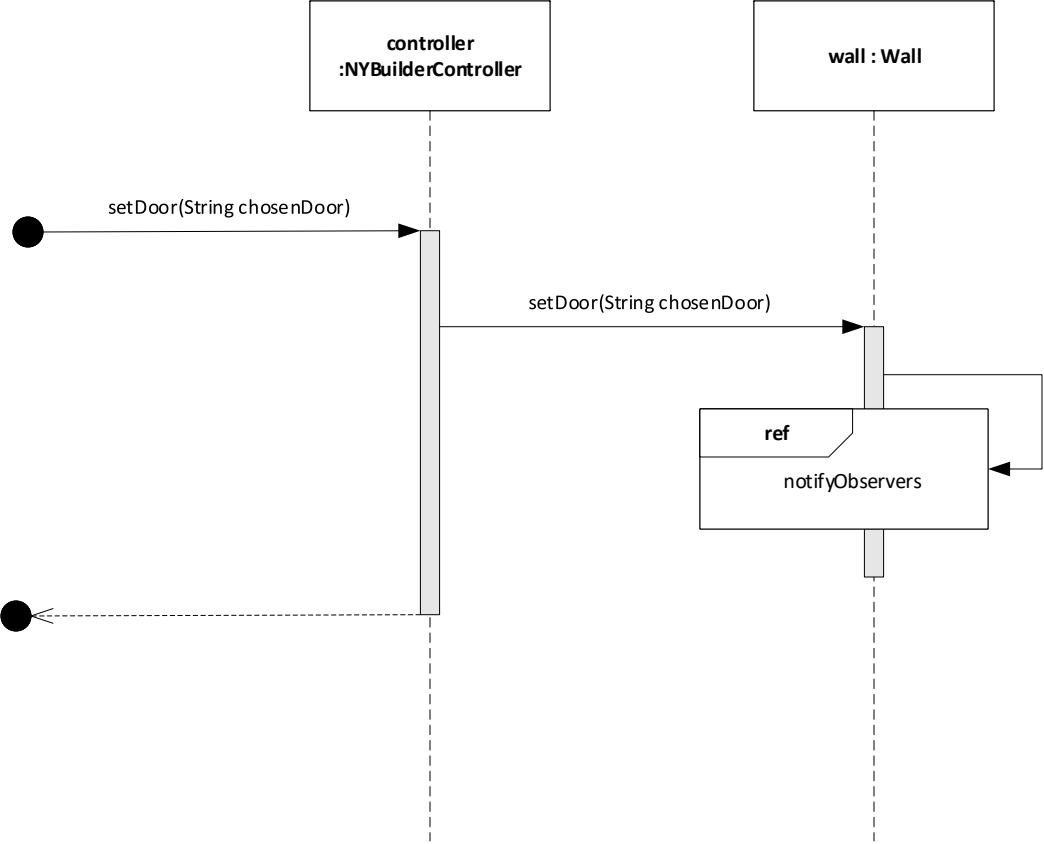 controller
:NYBuilderController
wall : Wall
setDoor(String chosenDoor)
setDoor(String chosenDoor)
ref
notifyObservers